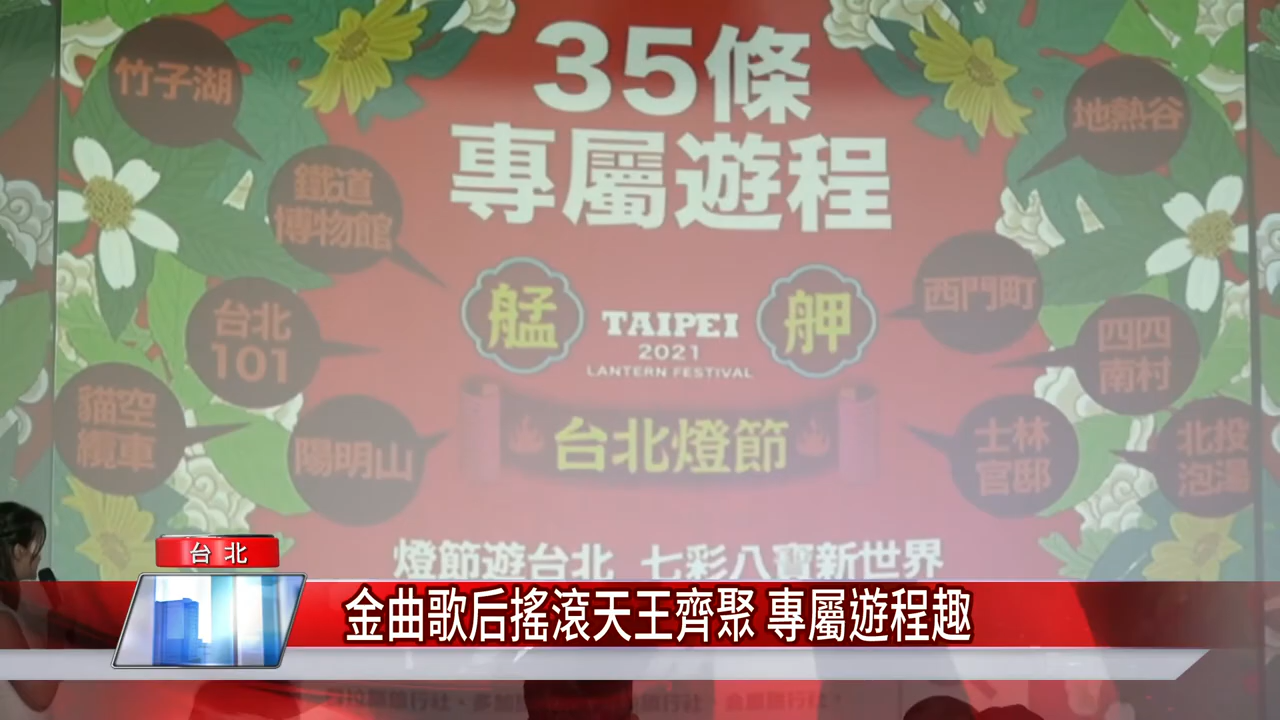 35條
專屬遊程
竹子湖
鐵道
博物館
台北
101
貓空
纜車
陽明山
地熱谷
西門町
四四
南村
士林
官邸
北投
泡湯
艋
TAIPEI
舺
2021
LANTERN FESTIVAL
台北燈節
燈節遊台北 七彩八寶新世界
台北
金曲歌后搖滾天王齊聚 專屬遊程趣